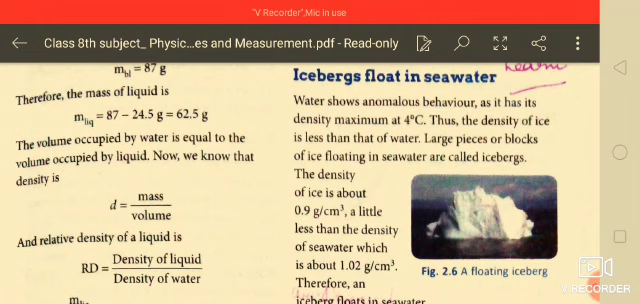 "V Recorder",Mic in use
Class 8th subject_ Physic...es and Measurement.pdf - Read-only
m_bl = 87 g
Therefore, the mass of liquid is
m_liq = 87 – 24.5 g = 62.5 g
The volume occupied by water is equal to the
volume occupied by liquid. Now, we know that
density is
d = mass
volume
And relative density of a liquid is
RD = Density of liquid
Density of water
Icebergs float in seawater
Water shows anomalous behaviour, as it has its
density maximum at 4°C. Thus, the density of ice
is less than that of water. Large pieces or blocks
of ice floating in seawater are called icebergs.
The density
of ice is about
0.9 g/cm³, a little
less than the density
of seawater which
is about 1.02 g/cm³.
Therefore, an
iceberg floats in seawater
Fig. 2.6 A floating iceberg
V RECORDER